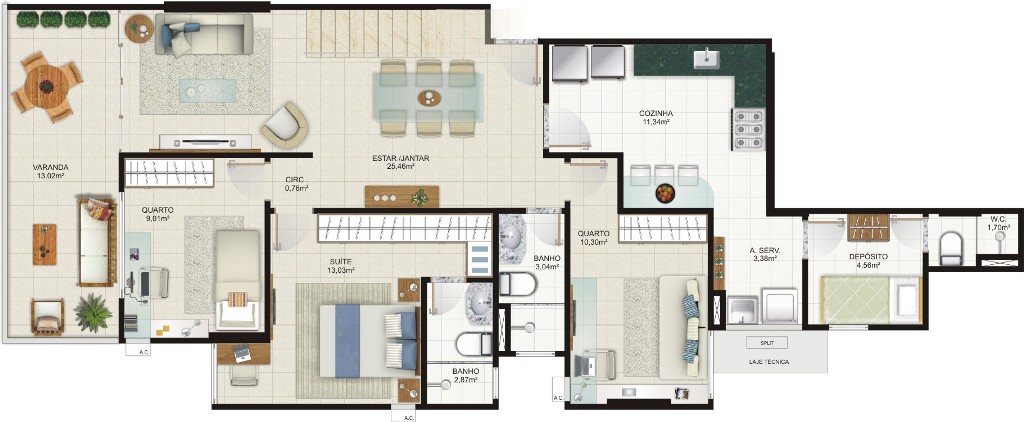 COZINHA
11,34m²
ESTAR /JANTAR
25,46m²
VARANDA
13,02m²
CIRC
0,76m²
QUARTO
9,01m²
W.C.
1,70m²
QUARTO
10,30m²
A. SERV.
3,38m²
DEPÓSITO
4,56m²
SUÍTE
13,03m²
BANHO
3,04m²
SPLIT
A.C.
LAJE TÉCNICA
BANHO
2,87m²
A.C.
A.C.